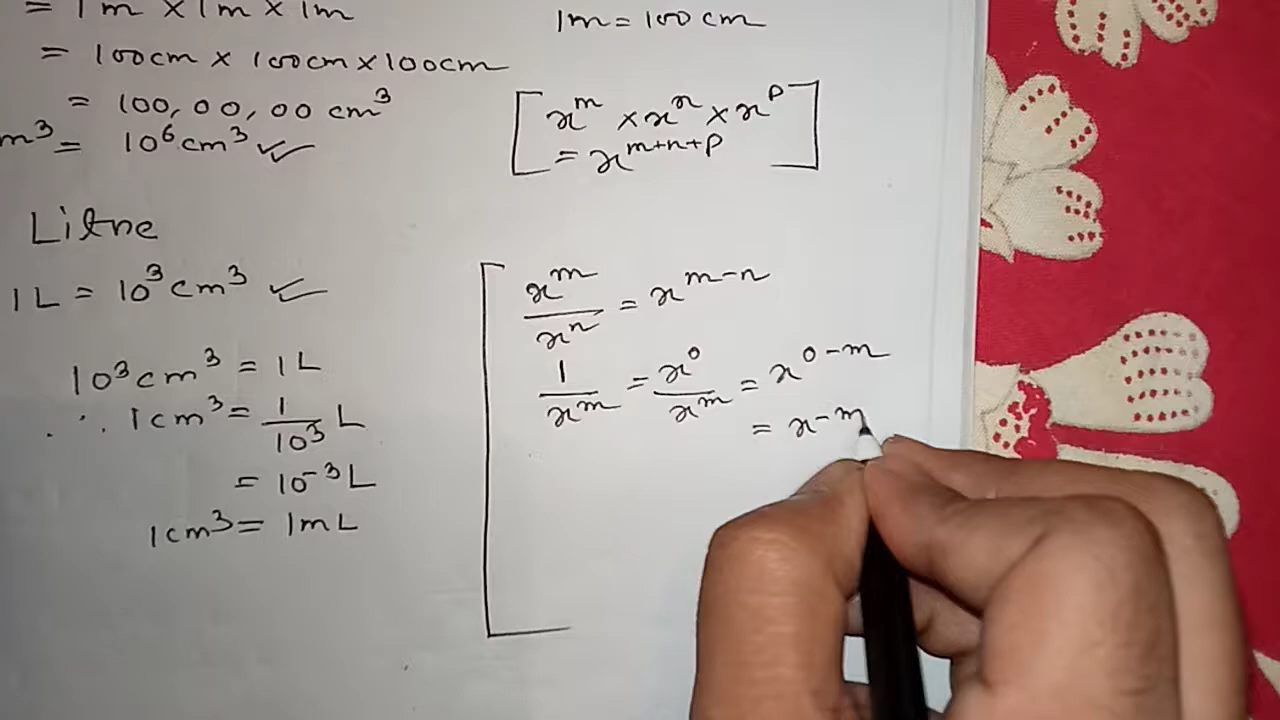 = 1m × 1m × 1m
= 100cm × 100cm × 100cm
= 100,00,00 cm³
m³ = 10⁶ cm³
Litre
1L = 10³ cm³
10³ cm³ = 1L
∴ 1cm³ = 1/10³ L
= 10⁻³ L
1cm³ = 1mL
1m = 100 cm
[xᵐ × xⁿ × xᵖ
= xᵐ⁺ⁿ⁺ᵖ]
xᵐ/xⁿ = xᵐ⁻ⁿ
1/xᵐ = x⁰/xᵐ = x⁰⁻ᵐ
= x⁻ᵐ